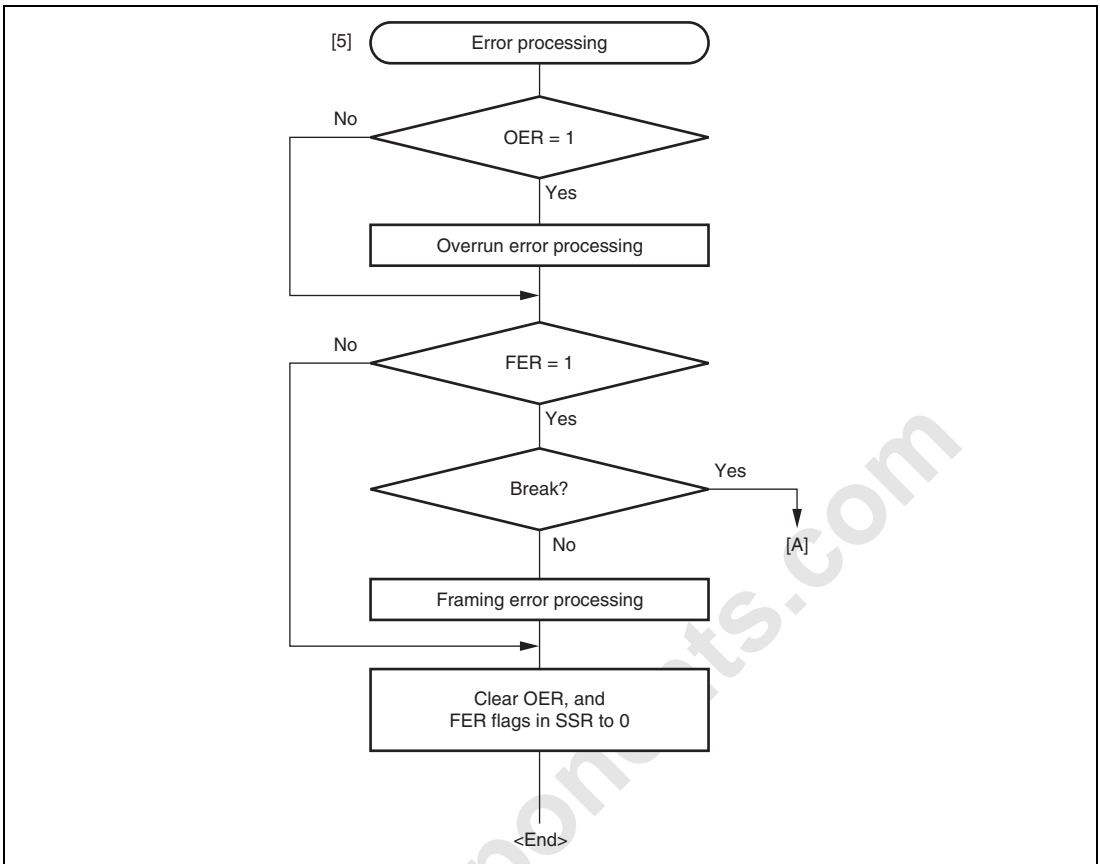 [5]
Error processing
No
OER = 1
Yes
Overrun error processing
No
FER = 1
Yes
Break?
Yes
No
[A]
Framing error processing
Clear OER, and
FER flags in SSR to 0
<End>